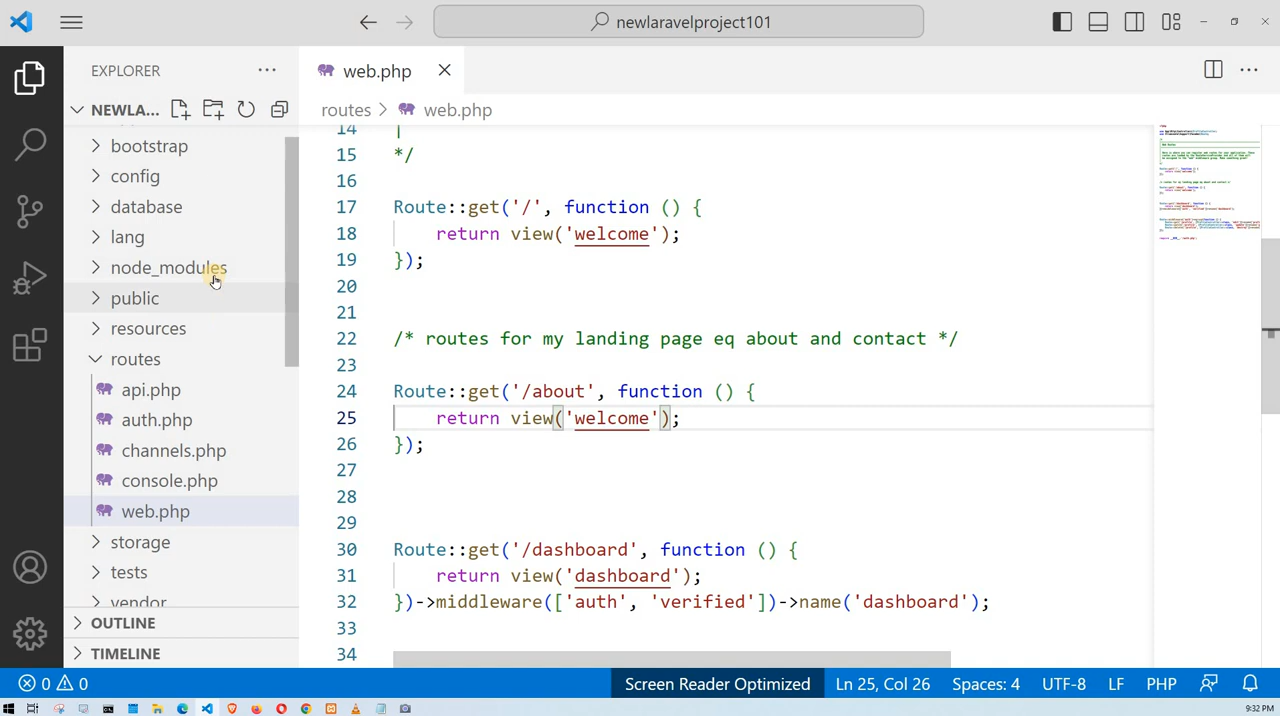 newlaravelproject101
EXPLORER
web.php
NEWLA...
routes > web.php
bootstrap
config
database
lang
node_modules
public
resources
routes
api.php
auth.php
channels.php
console.php
web.php
storage
tests
vendor
OUTLINE
TIMELINE
14 |
15 */
16
17 Route::get('/', function () {
18 return view('welcome');
19 });
20
21
22 /* routes for my landing page eq about and contact */
23
24 Route::get('/about', function () {
25 return view('welcome');
26 });
27
28
29
30 Route::get('/dashboard', function () {
31 return view('dashboard');
32 })->middleware(['auth', 'verified'])->name('dashboard');
33
34
0 0
Screen Reader Optimized
Ln 25, Col 26
Spaces: 4
UTF-8
LF
PHP
9:32 PM